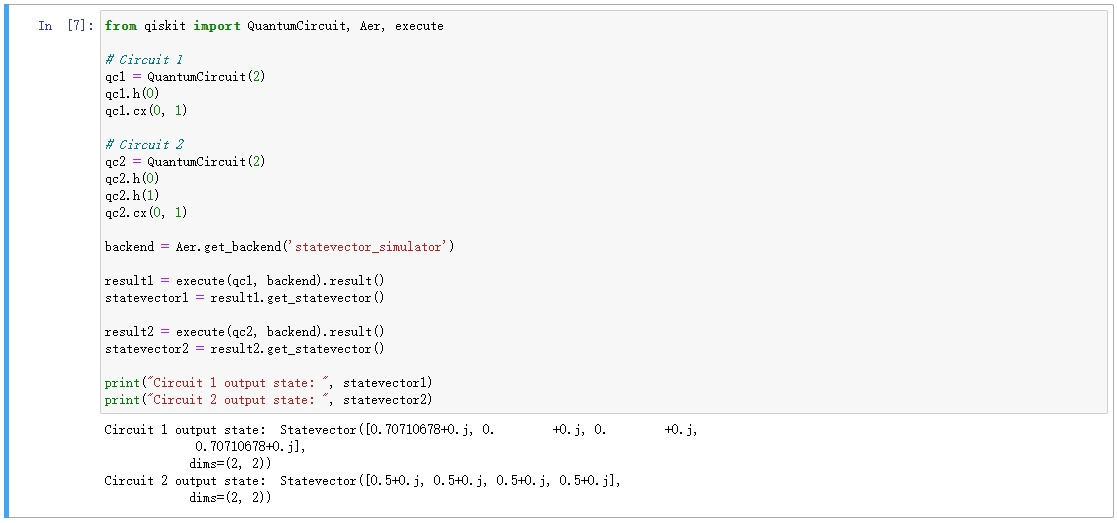 In [7]: from qiskit import QuantumCircuit, Aer, execute
# Circuit 1
qc1 = QuantumCircuit(2)
qc1.h(0)
qc1.cx(0, 1)
# Circuit 2
qc2 = QuantumCircuit(2)
qc2.h(0)
qc2.h(1)
qc2.cx(0, 1)
backend = Aer.get_backend('statevector_simulator')
result1 = execute(qc1, backend).result()
statevector1 = result1.get_statevector()
result2 = execute(qc2, backend).result()
statevector2 = result2.get_statevector()
print("Circuit 1 output state: ", statevector1)
print("Circuit 2 output state: ", statevector2)
Circuit 1 output state:  Statevector([0.70710678+0.j, 0.        +0.j, 0.        +0.j,
             0.70710678+0.j],
            dims=(2, 2))
Circuit 2 output state:  Statevector([0.5+0.j, 0.5+0.j, 0.5+0.j, 0.5+0.j],
            dims=(2, 2))